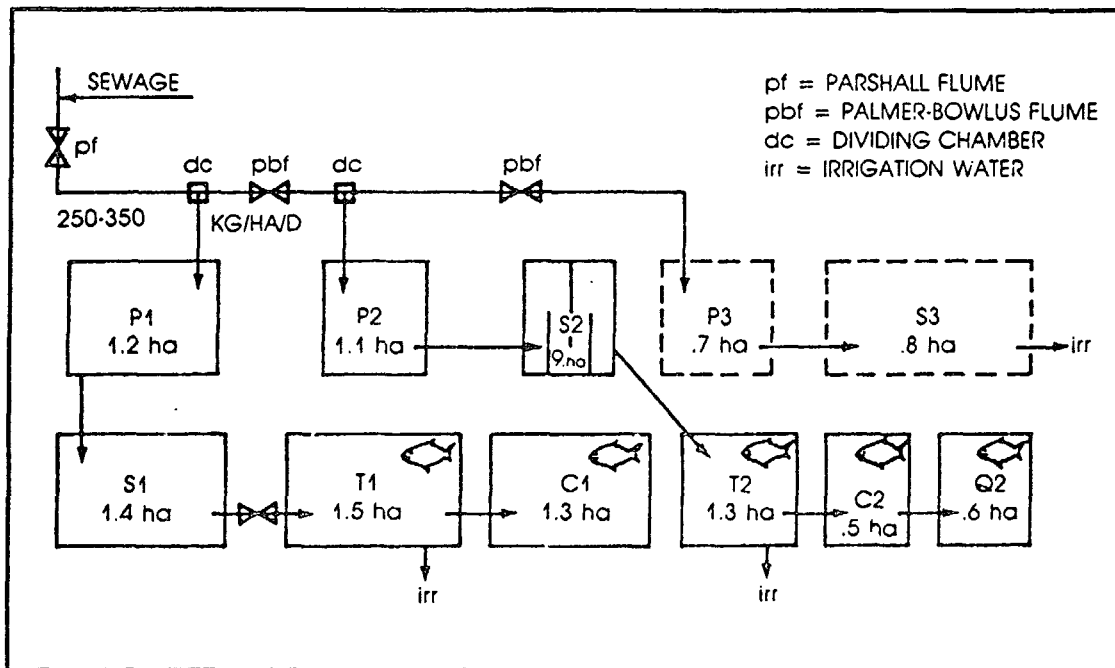 SEWAGE
pf = PARSHALL FLUME
pbf = PALMER-BOWLUS FLUME
dc = DIVIDING CHAMBER
irr = IRRIGATION WATER
pf
dc
pbf
dc
pbf
250-350
KG/HA/D
P1
1.2 ha
P2
1.1 ha
S2
.9 ha
P3
.7 ha
S3
.8 ha
irr
S1
1.4 ha
T1
1.5 ha
C1
1.3 ha
T2
1.3 ha
C2
.5 ha
Q2
.6 ha
irr
irr